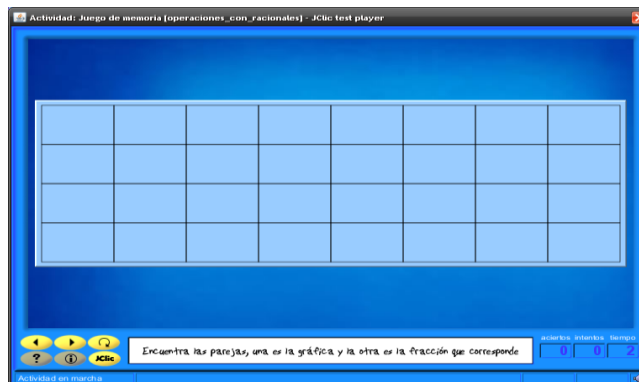 Actividad: Juego de memoria [operaciones_con_racionales] - JClic test player
aciertos intentos tiempo
0 0 2
? i JClic
Encuentra las parejas, una es la gráfica y la otra es la fracción que corresponde
Actividad en marcha